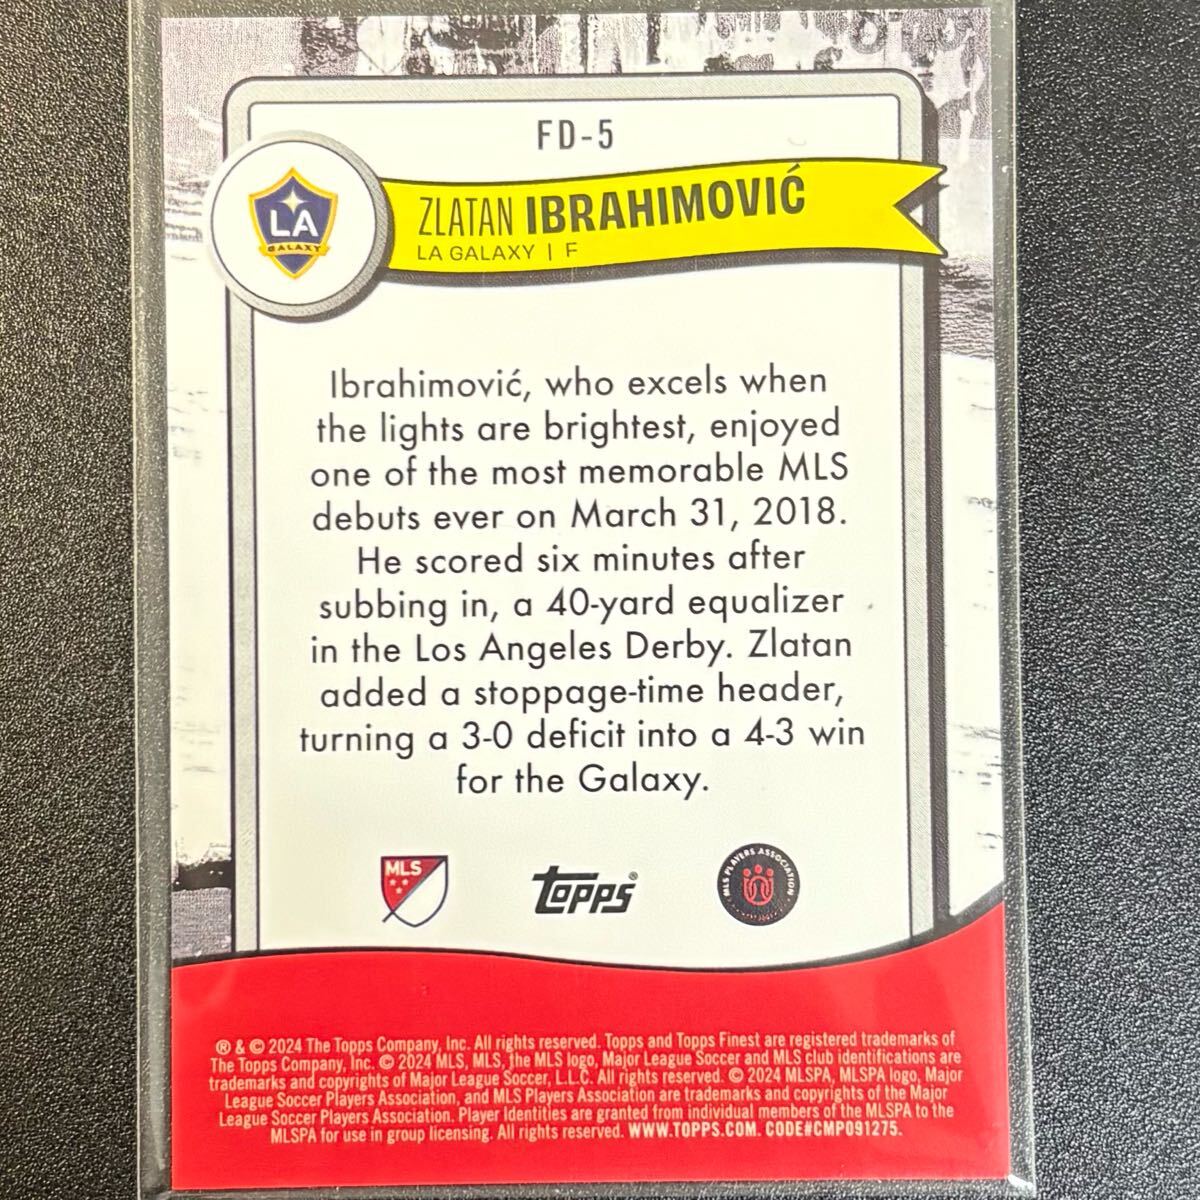 FD-5
ZLATAN IBRAHIMOVIĆ
LA GALAXY | F
LA
GALAXY
Ibrahimović, who excels when
the lights are brightest, enjoyed
one of the most memorable MLS
debuts ever on March 31, 2018.
He scored six minutes after
subbing in, a 40-yard equalizer
in the Los Angeles Derby. Zlatan
added a stoppage-time header,
turning a 3-0 deficit into a 4-3 win
for the Galaxy.
MLS
topps®
MLS PLAYERS ASSOCIATION
® & © 2024 The Topps Company, Inc. All rights reserved. Topps and Topps Finest are registered trademarks of
The Topps Company, Inc. © 2024 MLS, MLS, the MLS logo, Major League Soccer and MLS club identifications are
trademarks and copyrights of Major League Soccer, L.L.C. All rights reserved. © 2024 MLSPA, MLSPA logo, Major
League Soccer Players Association, and MLS Players Association are trademarks and copyrights of the Major
League Soccer Players Association. Player Identities are granted from individual members of the MLSPA to the
MLSPA for use in group licensing. All rights reserved. WWW.TOPPS.COM. CODE#CMP091275.